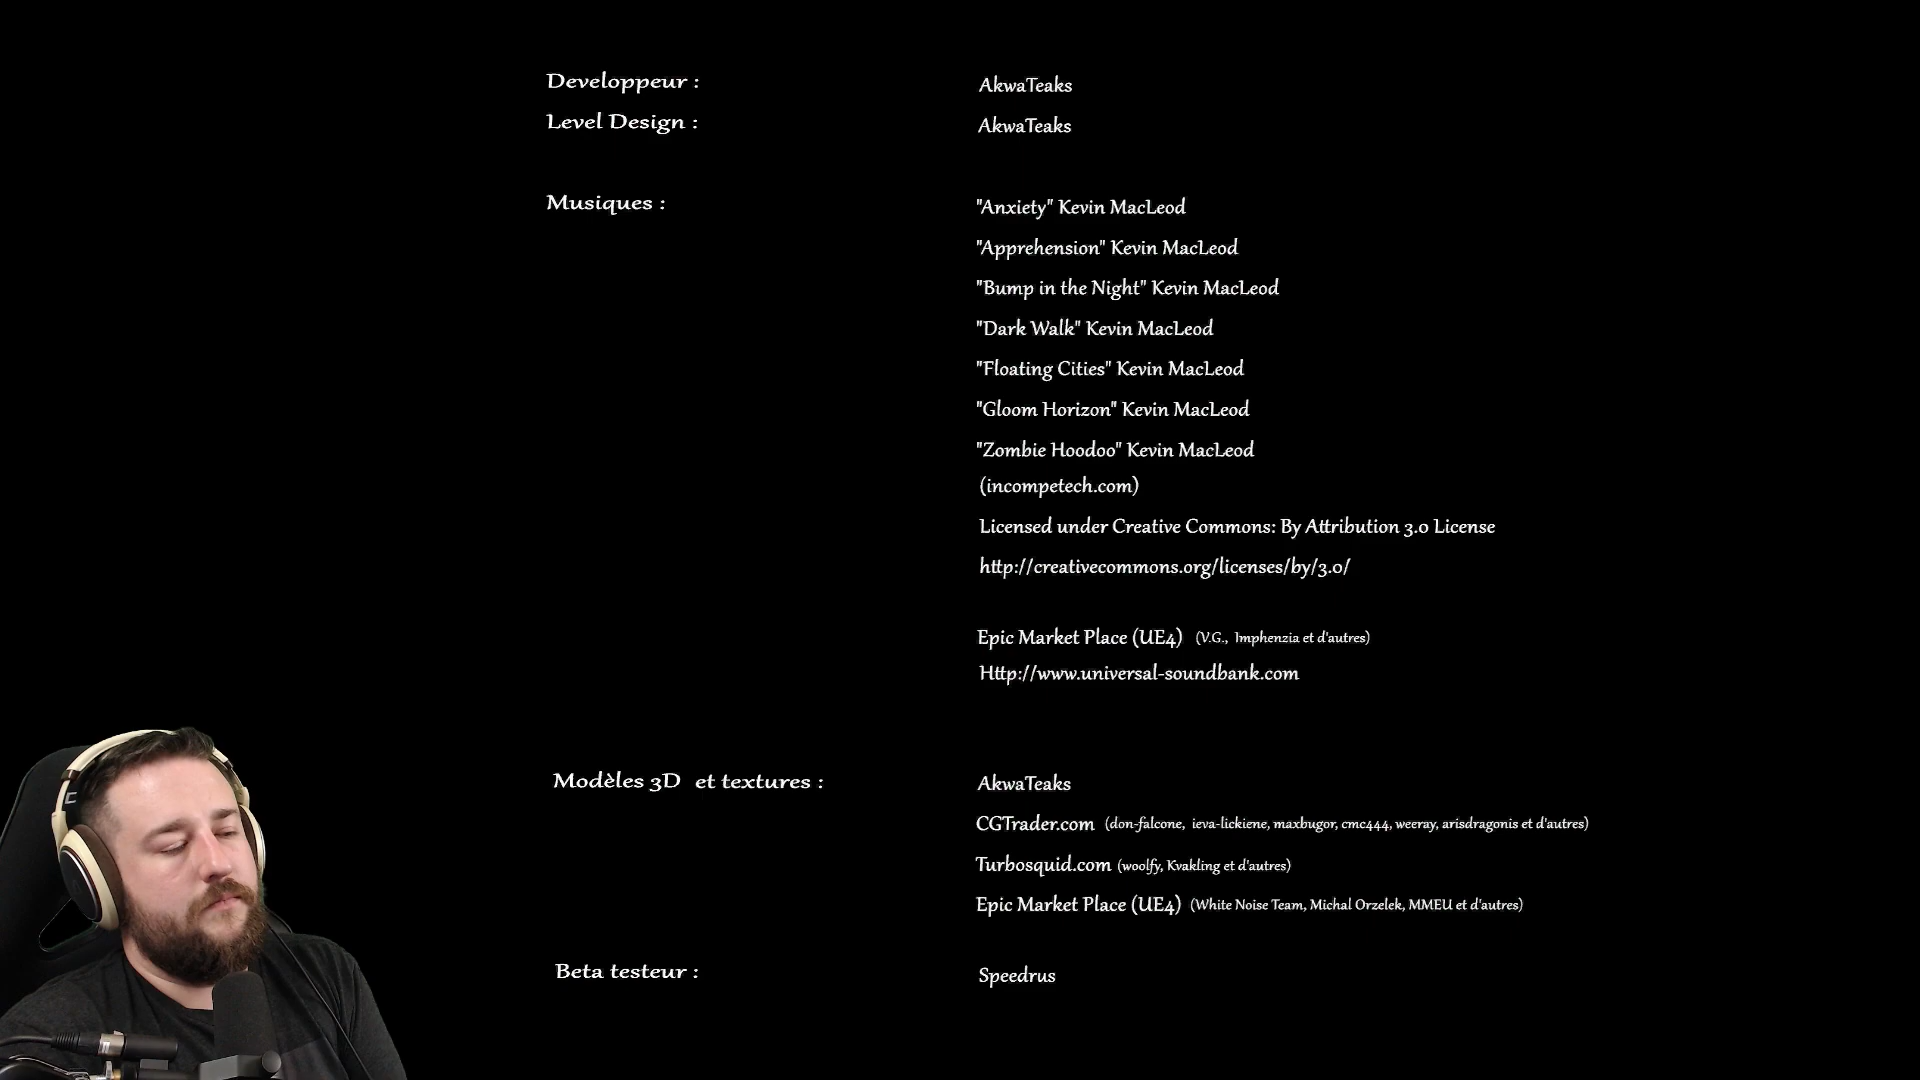 Developpeur : AkwaTeaks
Level Design : AkwaTeaks
Musiques : "Anxiety" Kevin MacLeod
"Apprehension" Kevin MacLeod
"Bump in the Night" Kevin MacLeod
"Dark Walk" Kevin MacLeod
"Floating Cities" Kevin MacLeod
"Gloom Horizon" Kevin MacLeod
"Zombie Hoodoo" Kevin MacLeod
(incompetech.com)
Licensed under Creative Commons: By Attribution 3.0 License
http://creativecommons.org/licenses/by/3.0/
Epic Market Place (UE4) (V.G., Imphenzia et d'autres)
Http://www.universal-soundbank.com
Modèles 3D et textures : AkwaTeaks
CGTrader.com (don-falcone, ieva-lickiene, maxbugor, cmc444, weeray, arisdragonis et d'autres)
Turbosquid.com (woolfy, Kvakling et d'autres)
Epic Market Place (UE4) (White Noise Team, Michal Orzelek, MMEU et d'autres)
Beta testeur : Speedrus